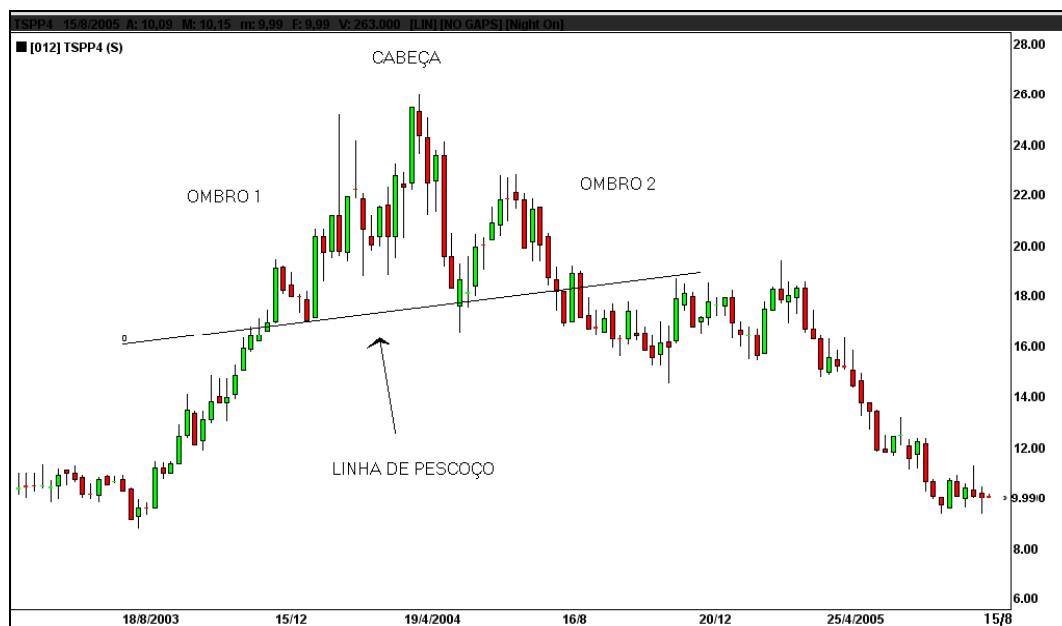 TSPP4 15/8/2005 A: 10,09 M: 10,15 m: 9,99 F: 9,99 V: 263.000 [LIN] [NO GAPS] [Night On]
[012] TSPP4 (S)
CABEÇA
OMBRO 1
OMBRO 2
LINHA DE PESCOÇO
28.00
26.00
24.00
22.00
20.00
18.00
16.00
14.00
12.00
9.99
8.00
6.00
18/8/2003 15/12 19/4/2004 16/8 20/12 25/4/2005 15/8